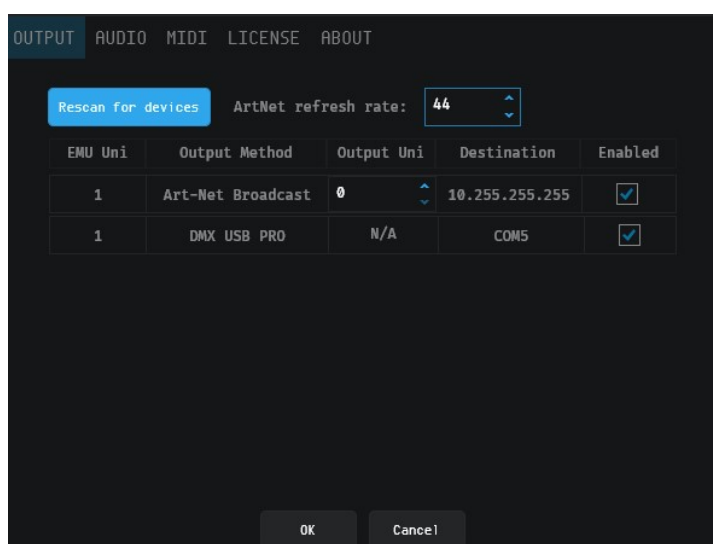 OUTPUT AUDIO MIDI LICENSE ABOUT
Rescan for devices ArtNet refresh rate: 44
EMU Uni Output Method Output Uni Destination Enabled
1 Art-Net Broadcast 0 10.255.255.255
1 DMX USB PRO N/A COM5
OK Cancel